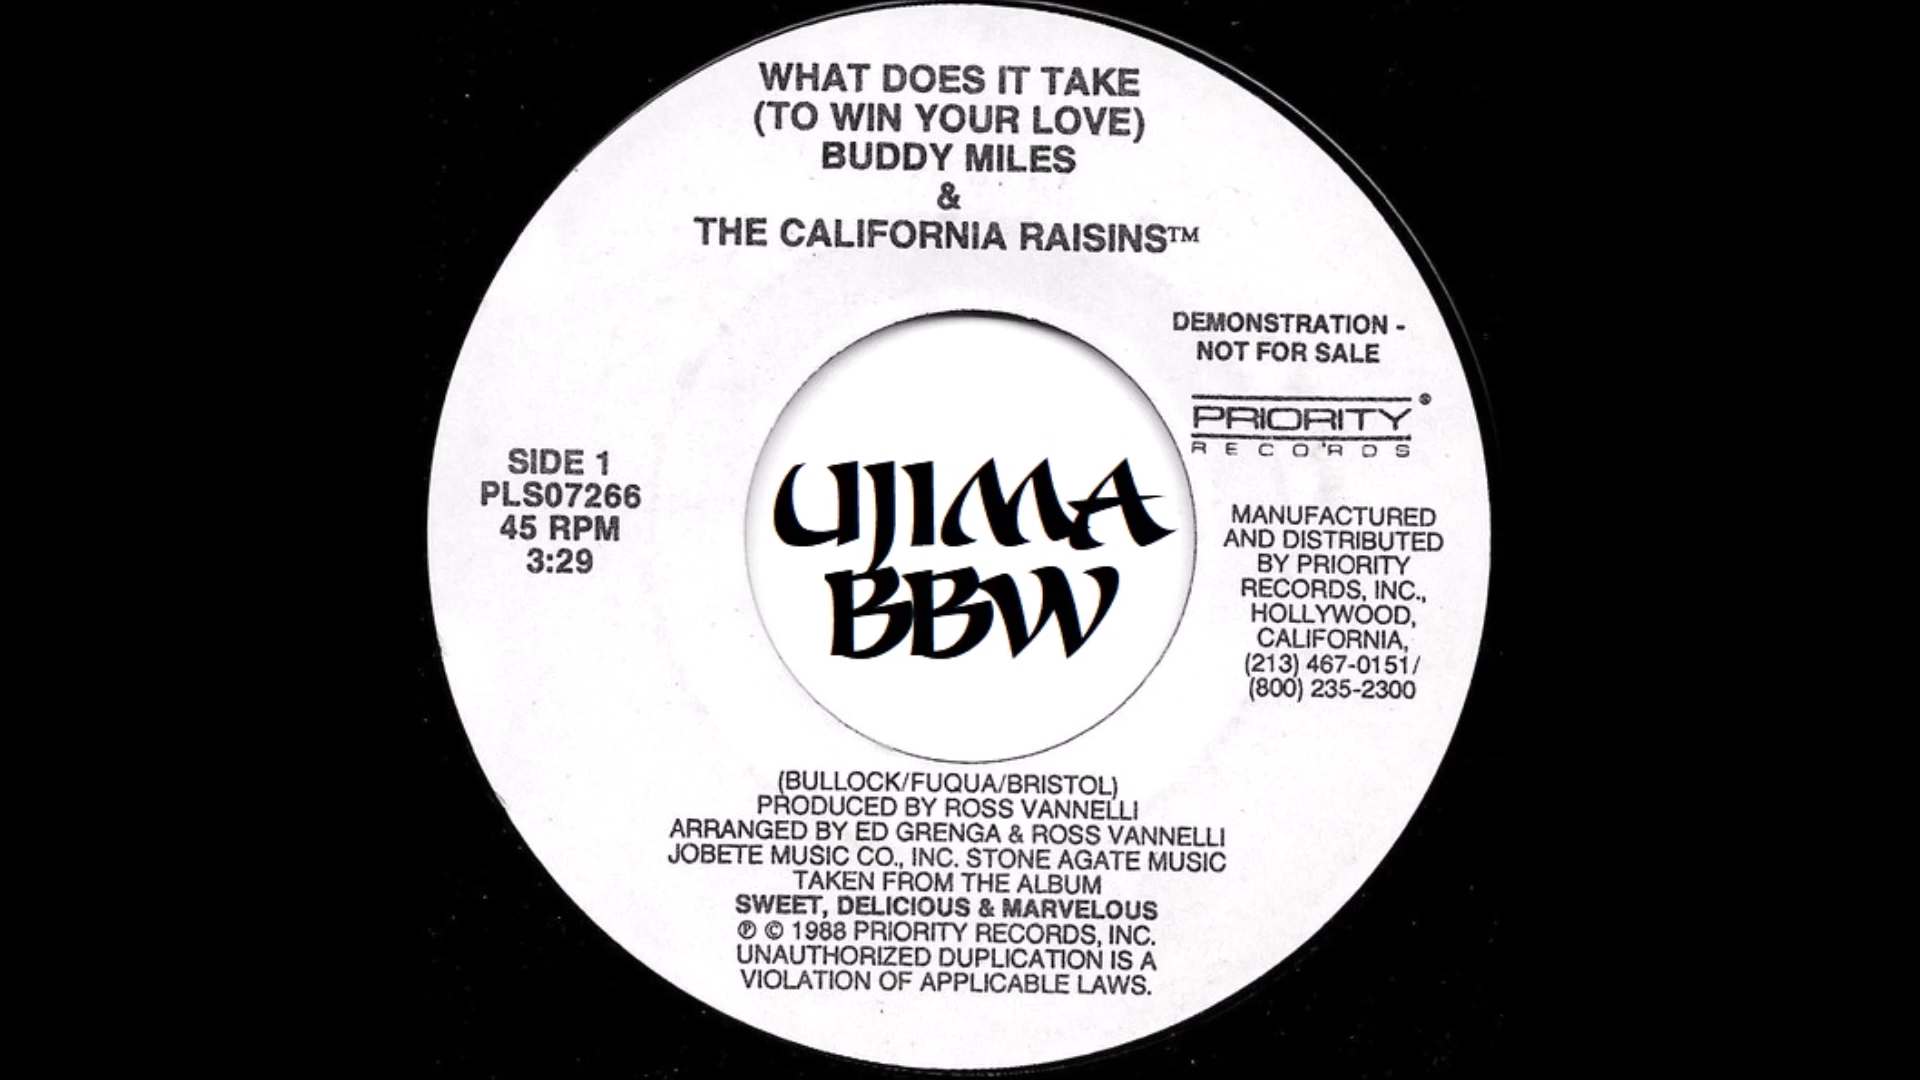 WHAT DOES IT TAKE
(TO WIN YOUR LOVE)
BUDDY MILES
&
THE CALIFORNIA RAISINS™
DEMONSTRATION -
NOT FOR SALE
PRIORITY®
RECORDS
SIDE 1
PLS07266
45 RPM
3:29
UJIMA
BBW
MANUFACTURED
AND DISTRIBUTED
BY PRIORITY
RECORDS, INC.,
HOLLYWOOD,
CALIFORNIA,
(213) 467-0151/
(800) 235-2300
(BULLOCK/FUQUA/BRISTOL)
PRODUCED BY ROSS VANNELLI
ARRANGED BY ED GRENGA & ROSS VANNELLI
JOBETE MUSIC CO., INC. STONE AGATE MUSIC
TAKEN FROM THE ALBUM
SWEET, DELICIOUS & MARVELOUS
℗ © 1988 PRIORITY RECORDS, INC.
UNAUTHORIZED DUPLICATION IS A
VIOLATION OF APPLICABLE LAWS.